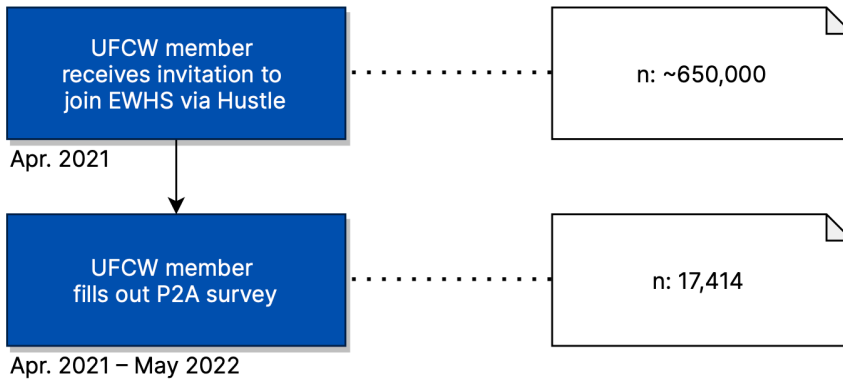 UFCW member
receives invitation to
join EWHS via Hustle
n: ~650,000
Apr. 2021
UFCW member
fills out P2A survey
n: 17,414
Apr. 2021 – May 2022